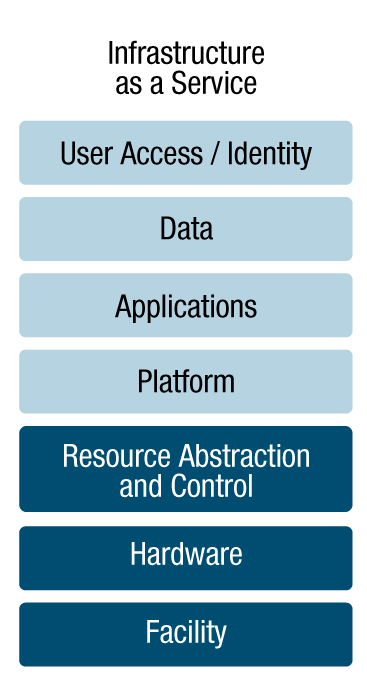 Infrastructure
as a Service
User Access / Identity
Data
Applications
Platform
Resource Abstraction
and Control
Hardware
Facility